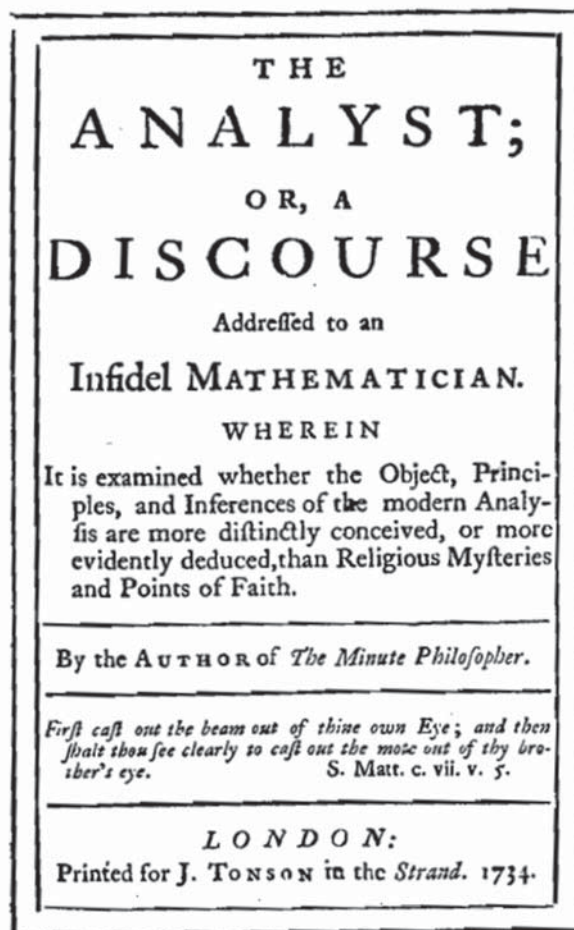 THE
ANALYST;
OR, A
DISCOURSE
Addreſſed to an
Infidel MATHEMATICIAN.
WHEREIN
It is examined whether the Object, Princi-
ples, and Inferences of the modern Analy-
ſis are more diſtinctly conceived, or more
evidently deduced, than Religious Myſteries
and Points of Faith.
By the AUTHOR of The Minute Philoſopher.
Firſt caſt out the beam out of thine own Eye; and then
ſhalt thou ſee clearly to caſt out the mote out of thy bro-
ther's eye. S. Matt. c. vii. v. 5.
LONDON:
Printed for J. TONSON in the Strand. 1734.